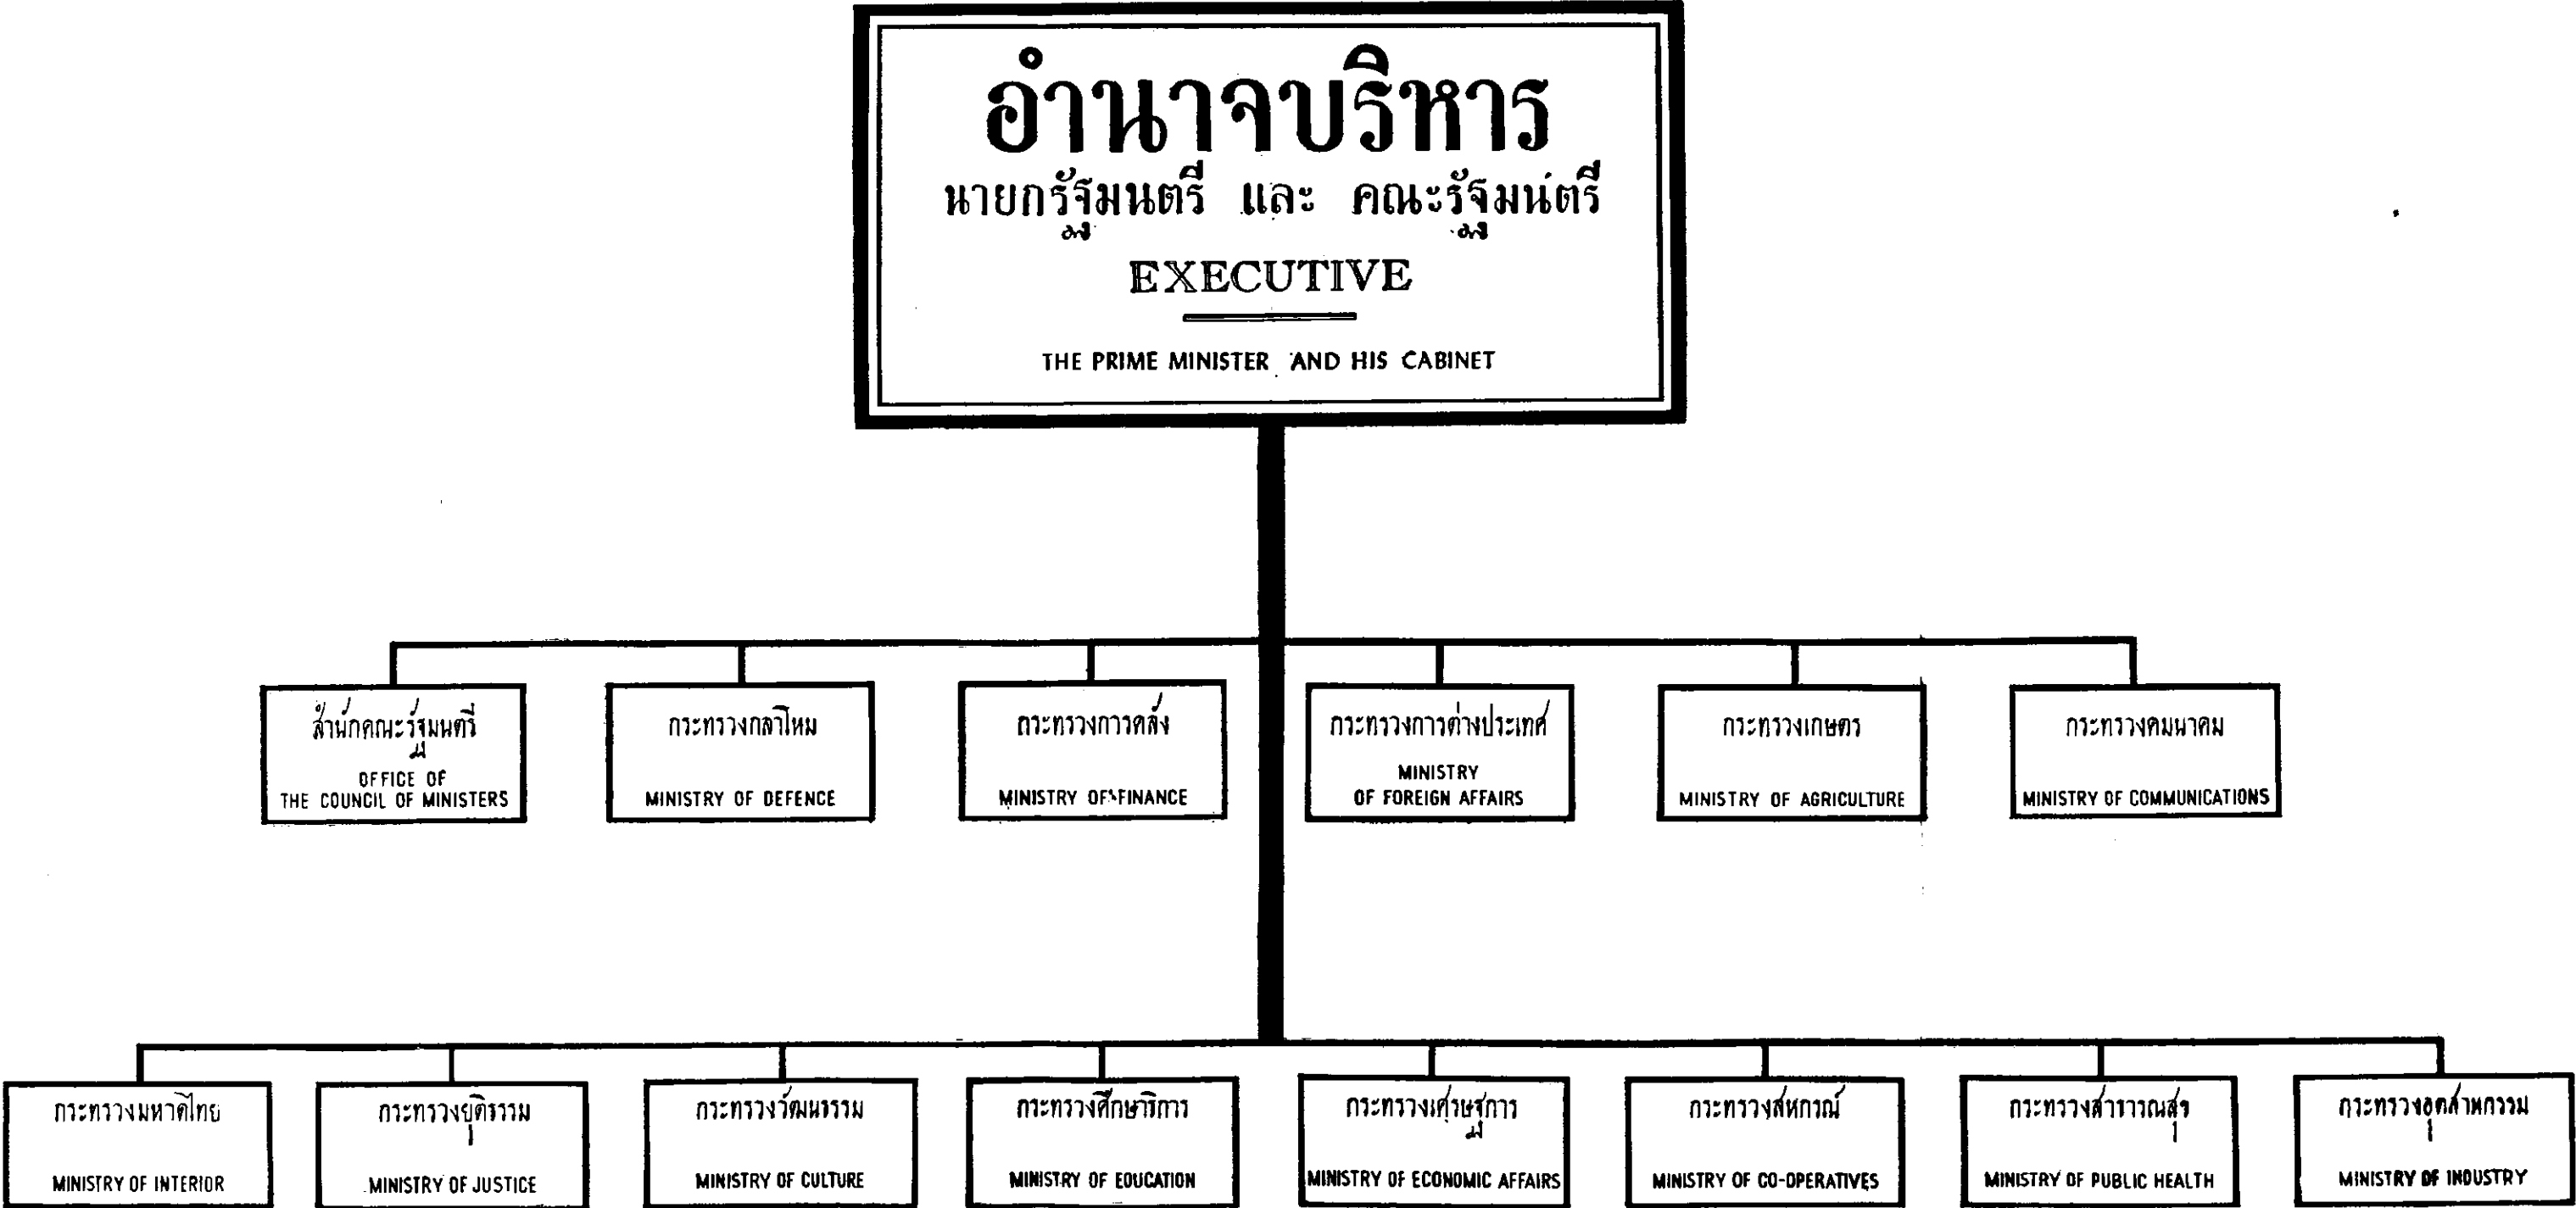 อำนาจบริหาร
นายกรัฐมนตรี และ คณะรัฐมนตรี
EXECUTIVE
THE PRIME MINISTER AND HIS CABINET
สำนักคณะรัฐมนตรี
OFFICE OF
THE COUNCIL OF MINISTERS
กระทรวงกลาโหม
MINISTRY OF DEFENCE
กระทรวงการคลัง
MINISTRY OF FINANCE
กระทรวงการต่างประเทศ
MINISTRY
OF FOREIGN AFFAIRS
กระทรวงเกษตร
MINISTRY OF AGRICULTURE
กระทรวงคมนาคม
MINISTRY OF COMMUNICATIONS
กระทรวงมหาดไทย
MINISTRY OF INTERIOR
กระทรวงยุติธรรม
MINISTRY OF JUSTICE
กระทรวงวัฒนธรรม
MINISTRY OF CULTURE
กระทรวงศึกษาธิการ
MINISTRY OF EDUCATION
กระทรวงเศรษฐการ
MINISTRY OF ECONOMIC AFFAIRS
กระทรวงสหกรณ์
MINISTRY OF CO-OPERATIVES
กระทรวงสาธารณสุข
MINISTRY OF PUBLIC HEALTH
กระทรวงอุตสาหกรรม
MINISTRY OF INDUSTRY